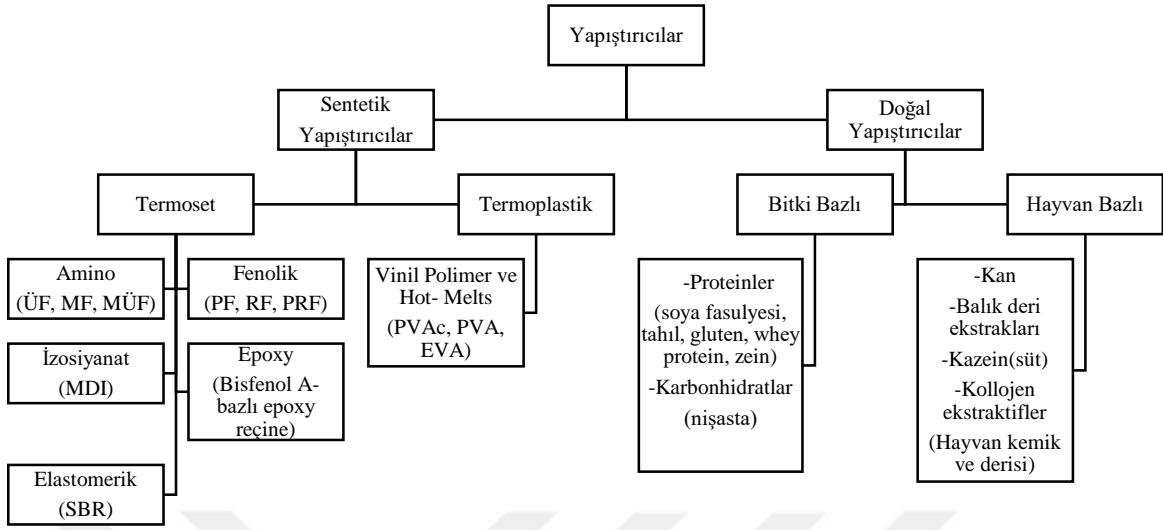 Yapıştırıcılar
Sentetik
Yapıştırıcılar
Doğal
Yapıştırıcılar
Termoset
Termoplastik
Bitki Bazlı
Hayvan Bazlı
Amino
(ÜF, MF, MÜF)
Fenolik
(PF, RF, PRF)
İzosiyanat
(MDI)
Epoxy
(Bisfenol A-
bazlı epoxy
reçine)
Elastomerik
(SBR)
Vinil Polimer ve
Hot- Melts
(PVAc, PVA,
EVA)
-Proteinler
(soya fasulyesi,
tahıl, gluten, whey
protein, zein)
-Karbonhidratlar
(nişasta)
-Kan
-Balık deri
ekstrakları
-Kazein(süt)
-Kollojen
ekstraktifler
(Hayvan kemik
ve derisi)